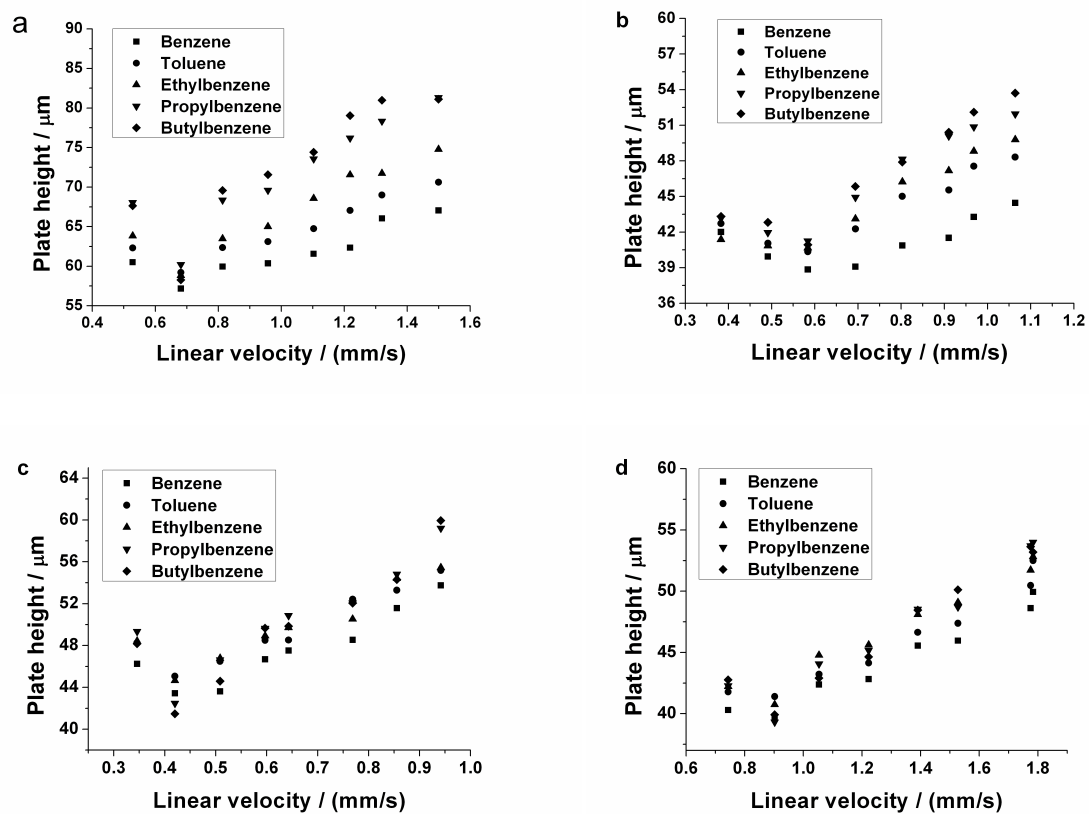 a
90
85
80
75
70
65
60
55
0.4 0.6 0.8 1.0 1.2 1.4 1.6
Plate height / μm
Linear velocity / (mm/s)
Benzene
Toluene
Ethylbenzene
Propylbenzene
Butylbenzene
b
60
57
54
51
48
45
42
39
36
0.3 0.4 0.5 0.6 0.7 0.8 0.9 1.0 1.1 1.2
Plate height / μm
Linear velocity / (mm/s)
Benzene
Toluene
Ethylbenzene
Propylbenzene
Butylbenzene
c
64
60
56
52
48
44
40
0.3 0.4 0.5 0.6 0.7 0.8 0.9 1.0
Plate height / μm
Linear velocity / (mm/s)
Benzene
Toluene
Ethylbenzene
Propylbenzene
Butylbenzene
d
60
50
45
40
0.6 0.8 1.0 1.2 1.4 1.6 1.8
Plate height / μm
Linear velocity / (mm/s)
Benzene
Toluene
Ethylbenzene
Propylbenzene
Butylbenzene